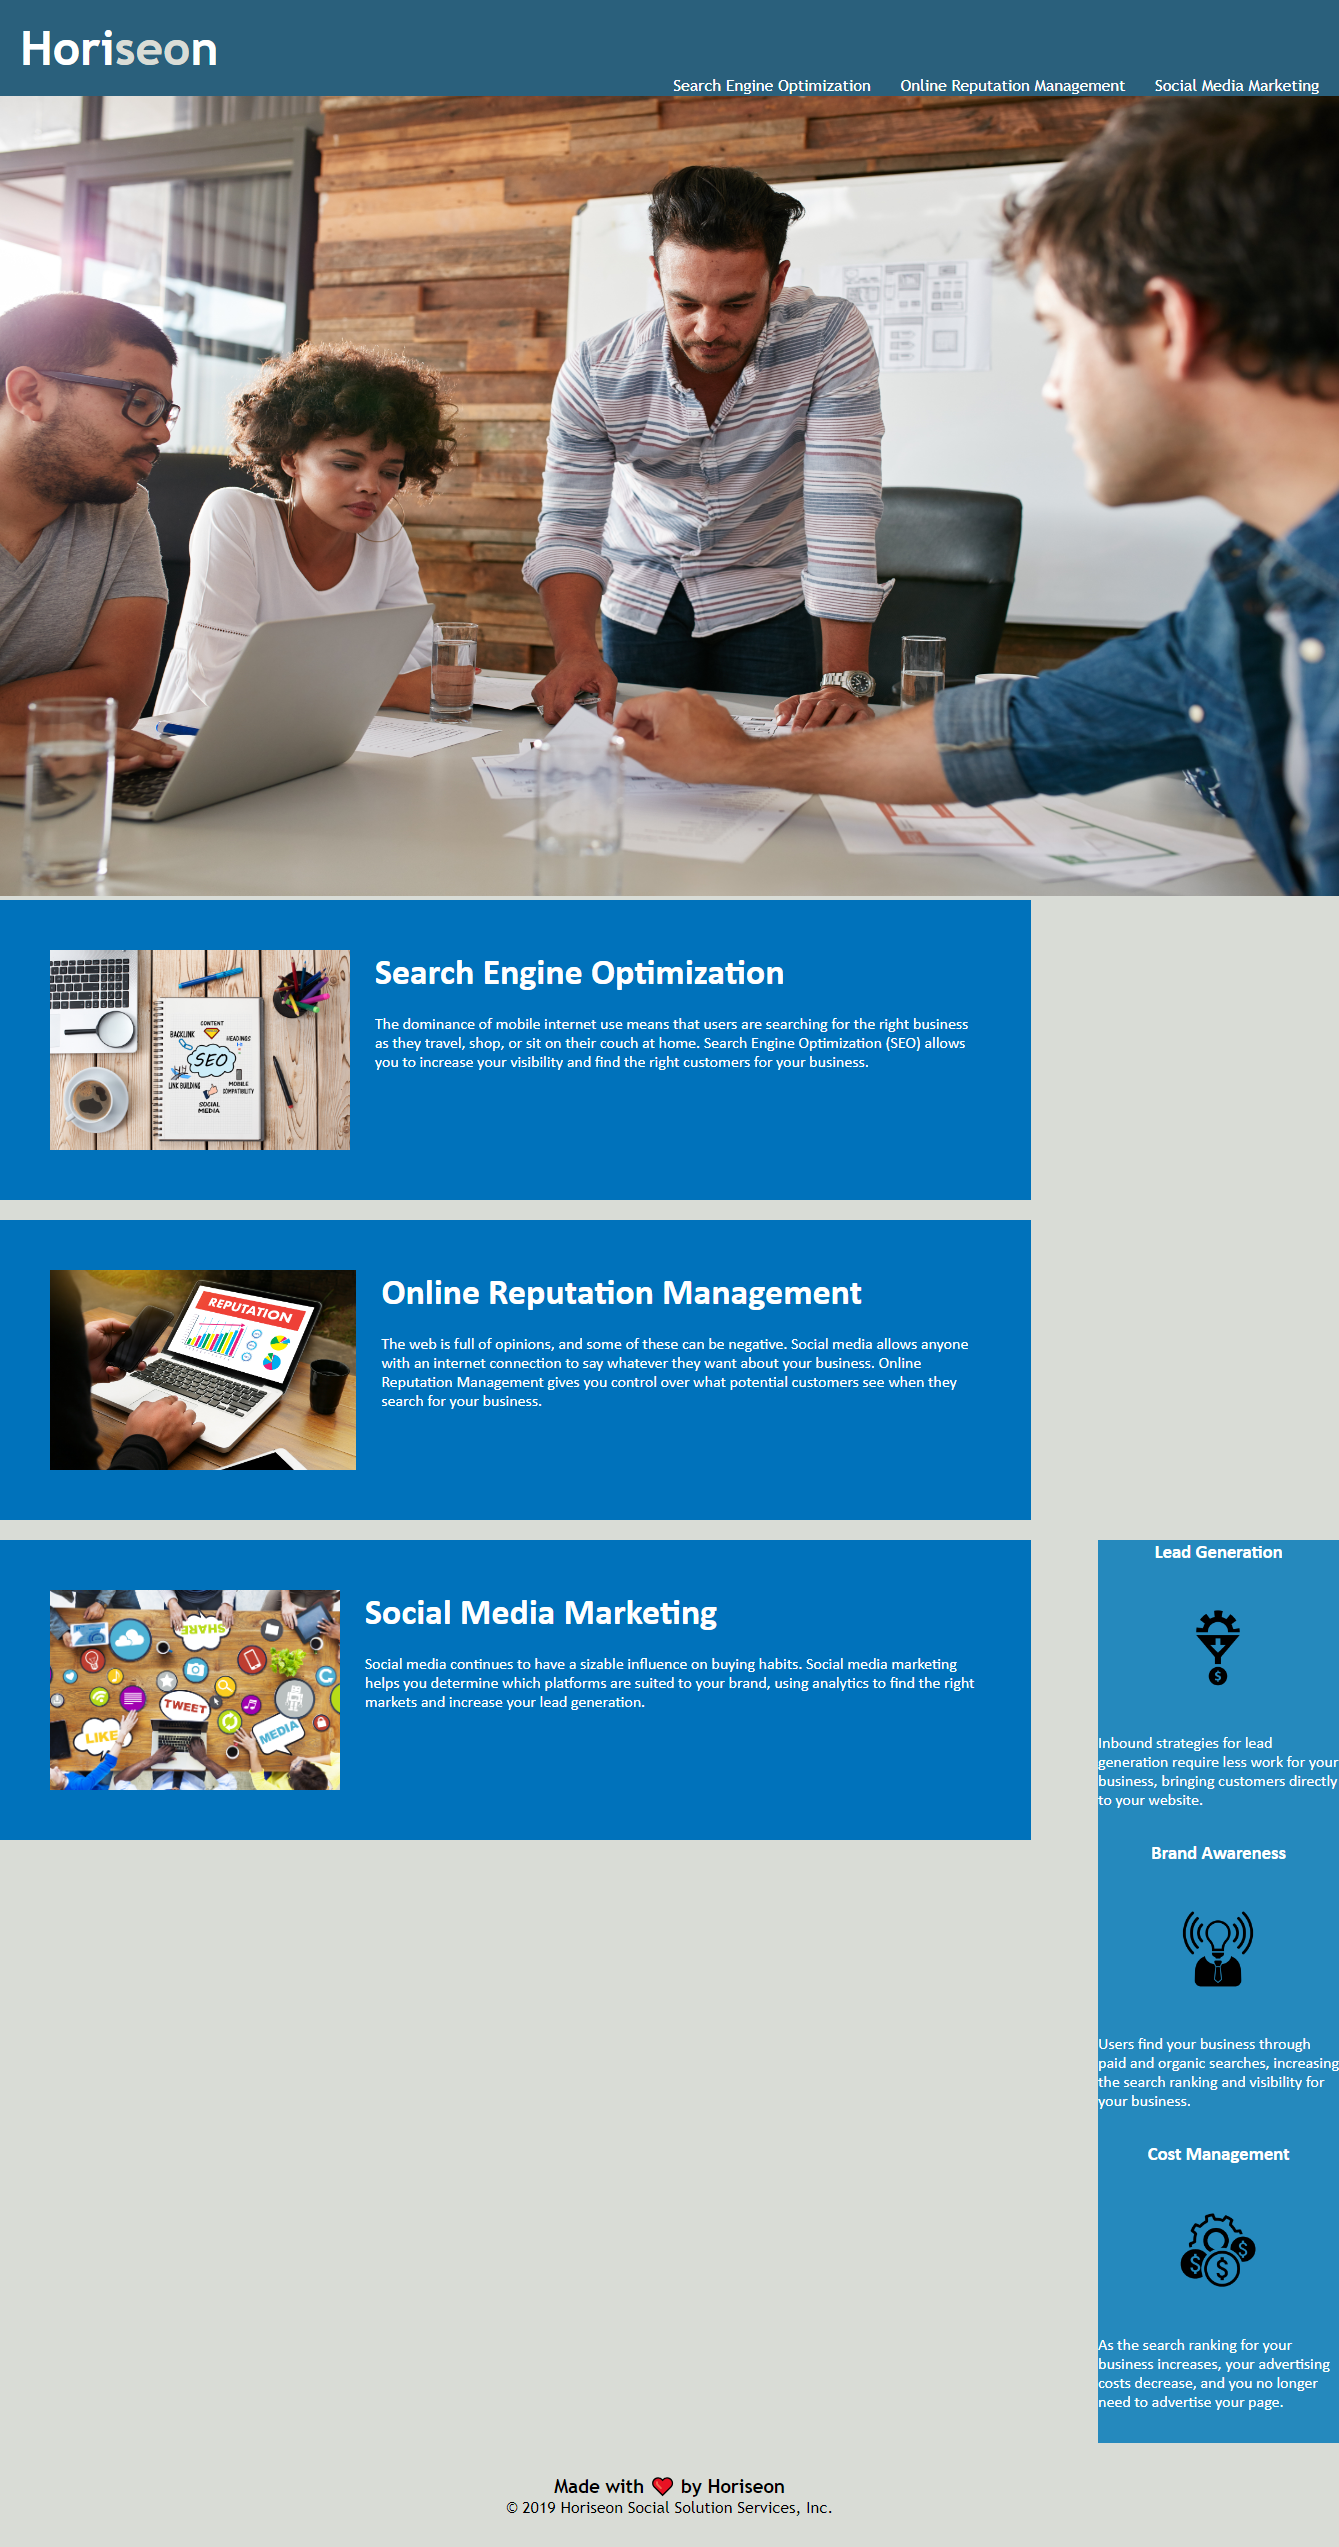 Horiseon
Search Engine Optimization
Online Reputation Management
Social Media Marketing
CONTENT
BACKLINK
HEADINGS
SEO
LINK BUILDING
MOBILE
COMPATIBILITY
SOCIAL
MEDIA
Search Engine Optimization
The dominance of mobile internet use means that users are searching for the right business
as they travel, shop, or sit on their couch at home. Search Engine Optimization (SEO) allows
you to increase your visibility and find the right customers for your business.
REPUTATION
Online Reputation Management
The web is full of opinions, and some of these can be negative. Social media allows anyone
with an internet connection to say whatever they want about your business. Online
Reputation Management gives you control over what potential customers see when they
search for your business.
SHARE
TWEET
LIKE
MEDIA
Social Media Marketing
Social media continues to have a sizable influence on buying habits. Social media marketing
helps you determine which platforms are suited to your brand, using analytics to find the right
markets and increase your lead generation.
Lead Generation
$
Inbound strategies for lead
generation require less work for your
business, bringing customers directly
to your website.
Brand Awareness
Users find your business through
paid and organic searches, increasing
the search ranking and visibility for
your business.
Cost Management
$ $ $
As the search ranking for your
business increases, your advertising
costs decrease, and you no longer
need to advertise your page.
Made with ❤️ by Horiseon
© 2019 Horiseon Social Solution Services, Inc.